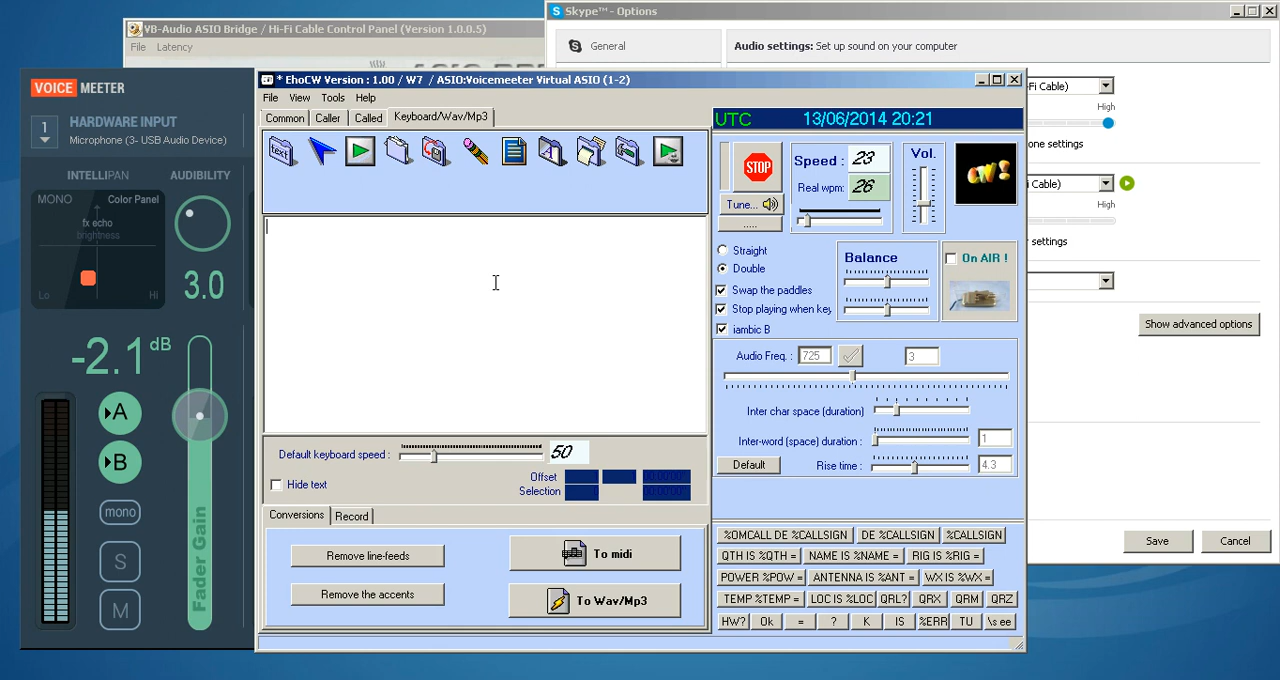 VB-Audio ASIO Bridge / Hi-Fi Cable Control Panel (Version 1.0.0.5)
File Latency
Skype™ - Options
General
Audio settings: Set up sound on your computer
-Fi Cable)
High
one settings
i Cable)
High
r settings
Show advanced options
Save Cancel
VOICE MEETER
1
HARDWARE INPUT
Microphone (3- USB Audio Device)
INTELLIPAN AUDIBILITY
MONO Color Panel
fx echo
brightness
Lo Hi
3.0
-2.1 dB
A
B
mono
S
M
Fader Gain
* EhoCW Version : 1.00 / W7 / ASIO:Voicemeeter Virtual ASIO (1-2)
File View Tools Help
Common Caller Called Keyboard/Wav/Mp3
text
A
Default keyboard speed : 50
Hide text
Offset
Selection
Conversions Record
Remove line-feeds To midi
Remove the accents To Wav/Mp3
UTC 13/06/2014 20:21
STOP
Tune...
.....
Speed : 23
Real wpm: 26
Vol.
CW!
Straight
Double
Swap the paddles
Stop playing when key
iambic B
Balance
On AIR !
Audio Freq. : 725 3
Inter char space (duration)
Inter-word (space) duration : 1
Default Rise time : 4.3
%OMCALL DE %CALLSIGN DE %CALLSIGN %CALLSIGN
QTH IS %QTH = NAME IS %NAME = RIG IS %RIG =
POWER %POW = ANTENNA IS %ANT = WX IS %WX =
TEMP %TEMP = LOC IS %LOC QRL? QRX QRM QRZ
HW? Ok = ? K IS %ERR TU \s ee